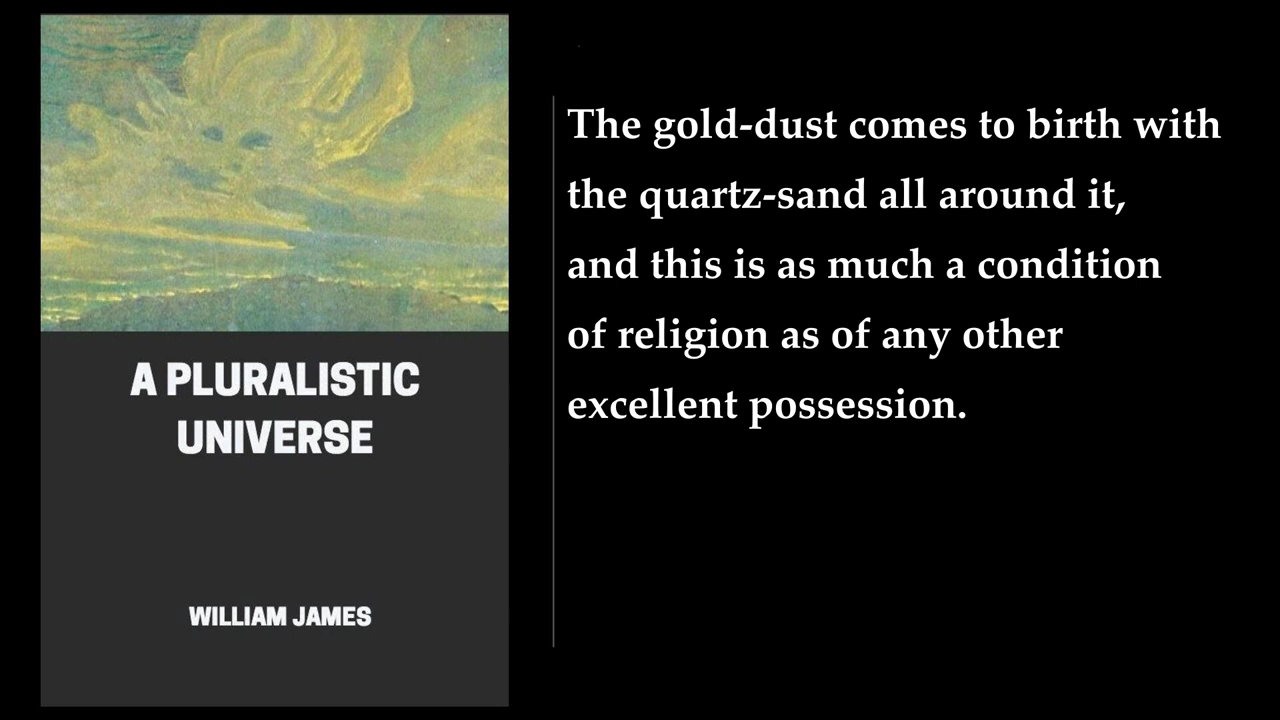 A PLURALISTIC
UNIVERSE
WILLIAM JAMES
The gold-dust comes to birth with
the quartz-sand all around it,
and this is as much a condition
of religion as of any other
excellent possession.